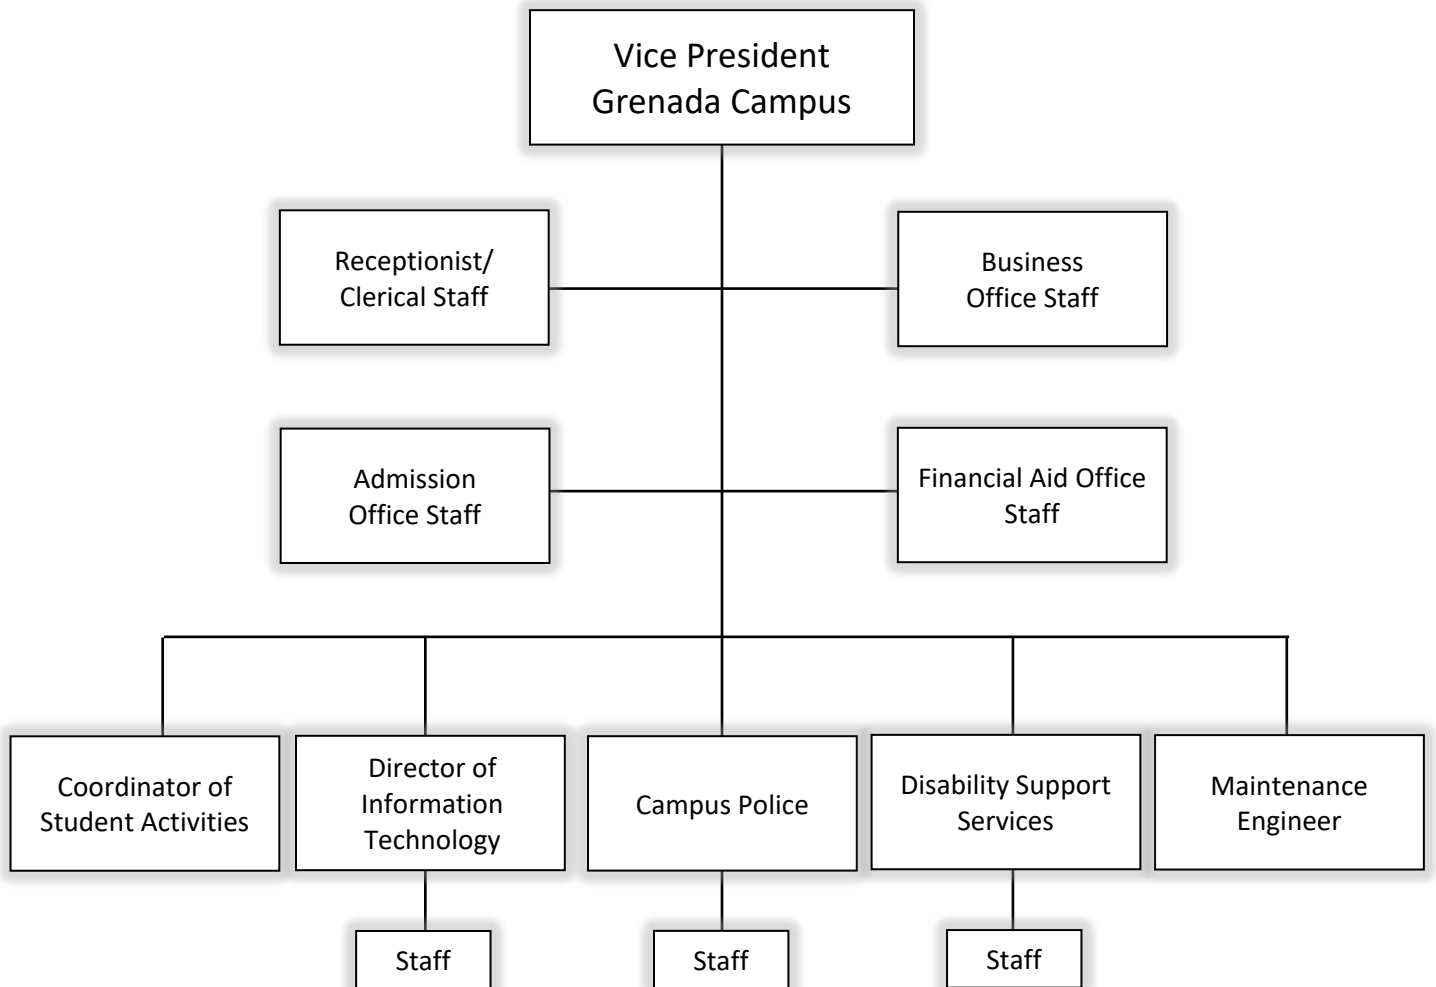 Vice President
Grenada Campus
Receptionist/
Clerical Staff
Business
Office Staff
Admission
Office Staff
Financial Aid Office
Staff
Coordinator of
Student Activities
Director of
Information
Technology
Campus Police
Disability Support
Services
Maintenance
Engineer
Staff
Staff
Staff